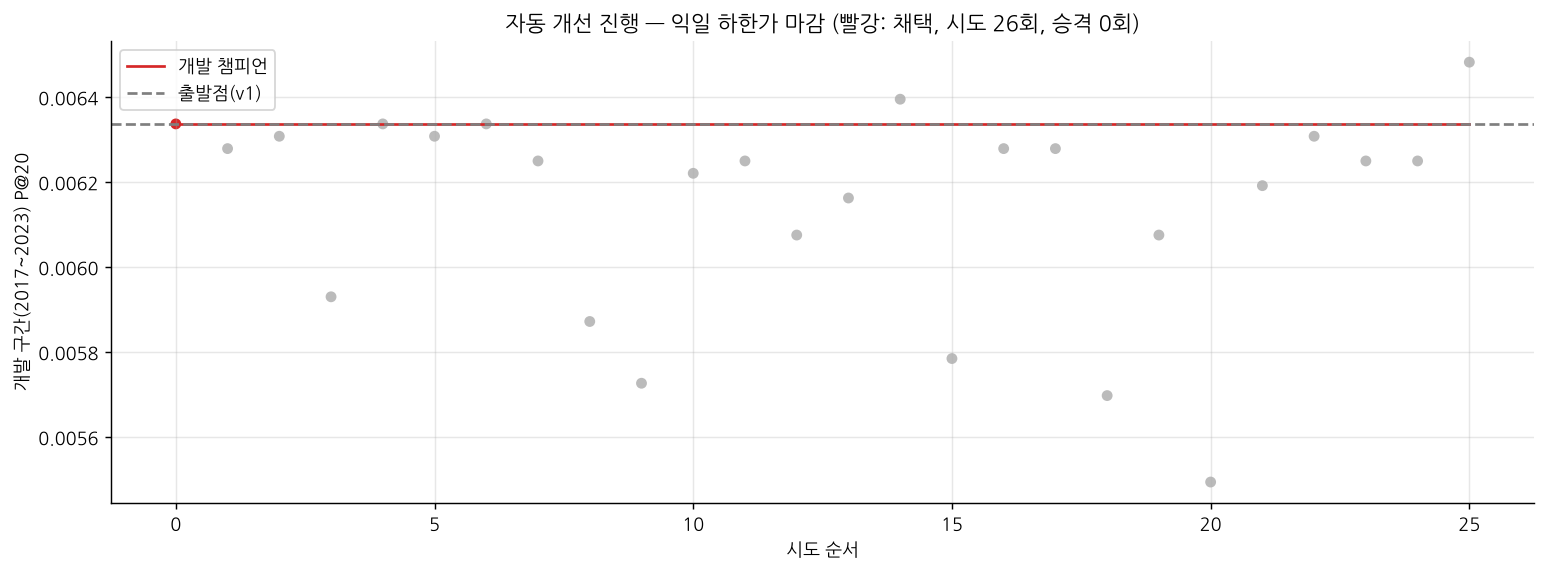 자동 개선 진행 — 익일 하한가 마감 (빨강: 채택, 시도 26회, 승격 0회)
개발 챔피언
출발점(v1)
개발 구간(2017~2023) P@20
0.0064
0.0062
0.0060
0.0058
0.0056
0 5 10 15 20 25
시도 순서